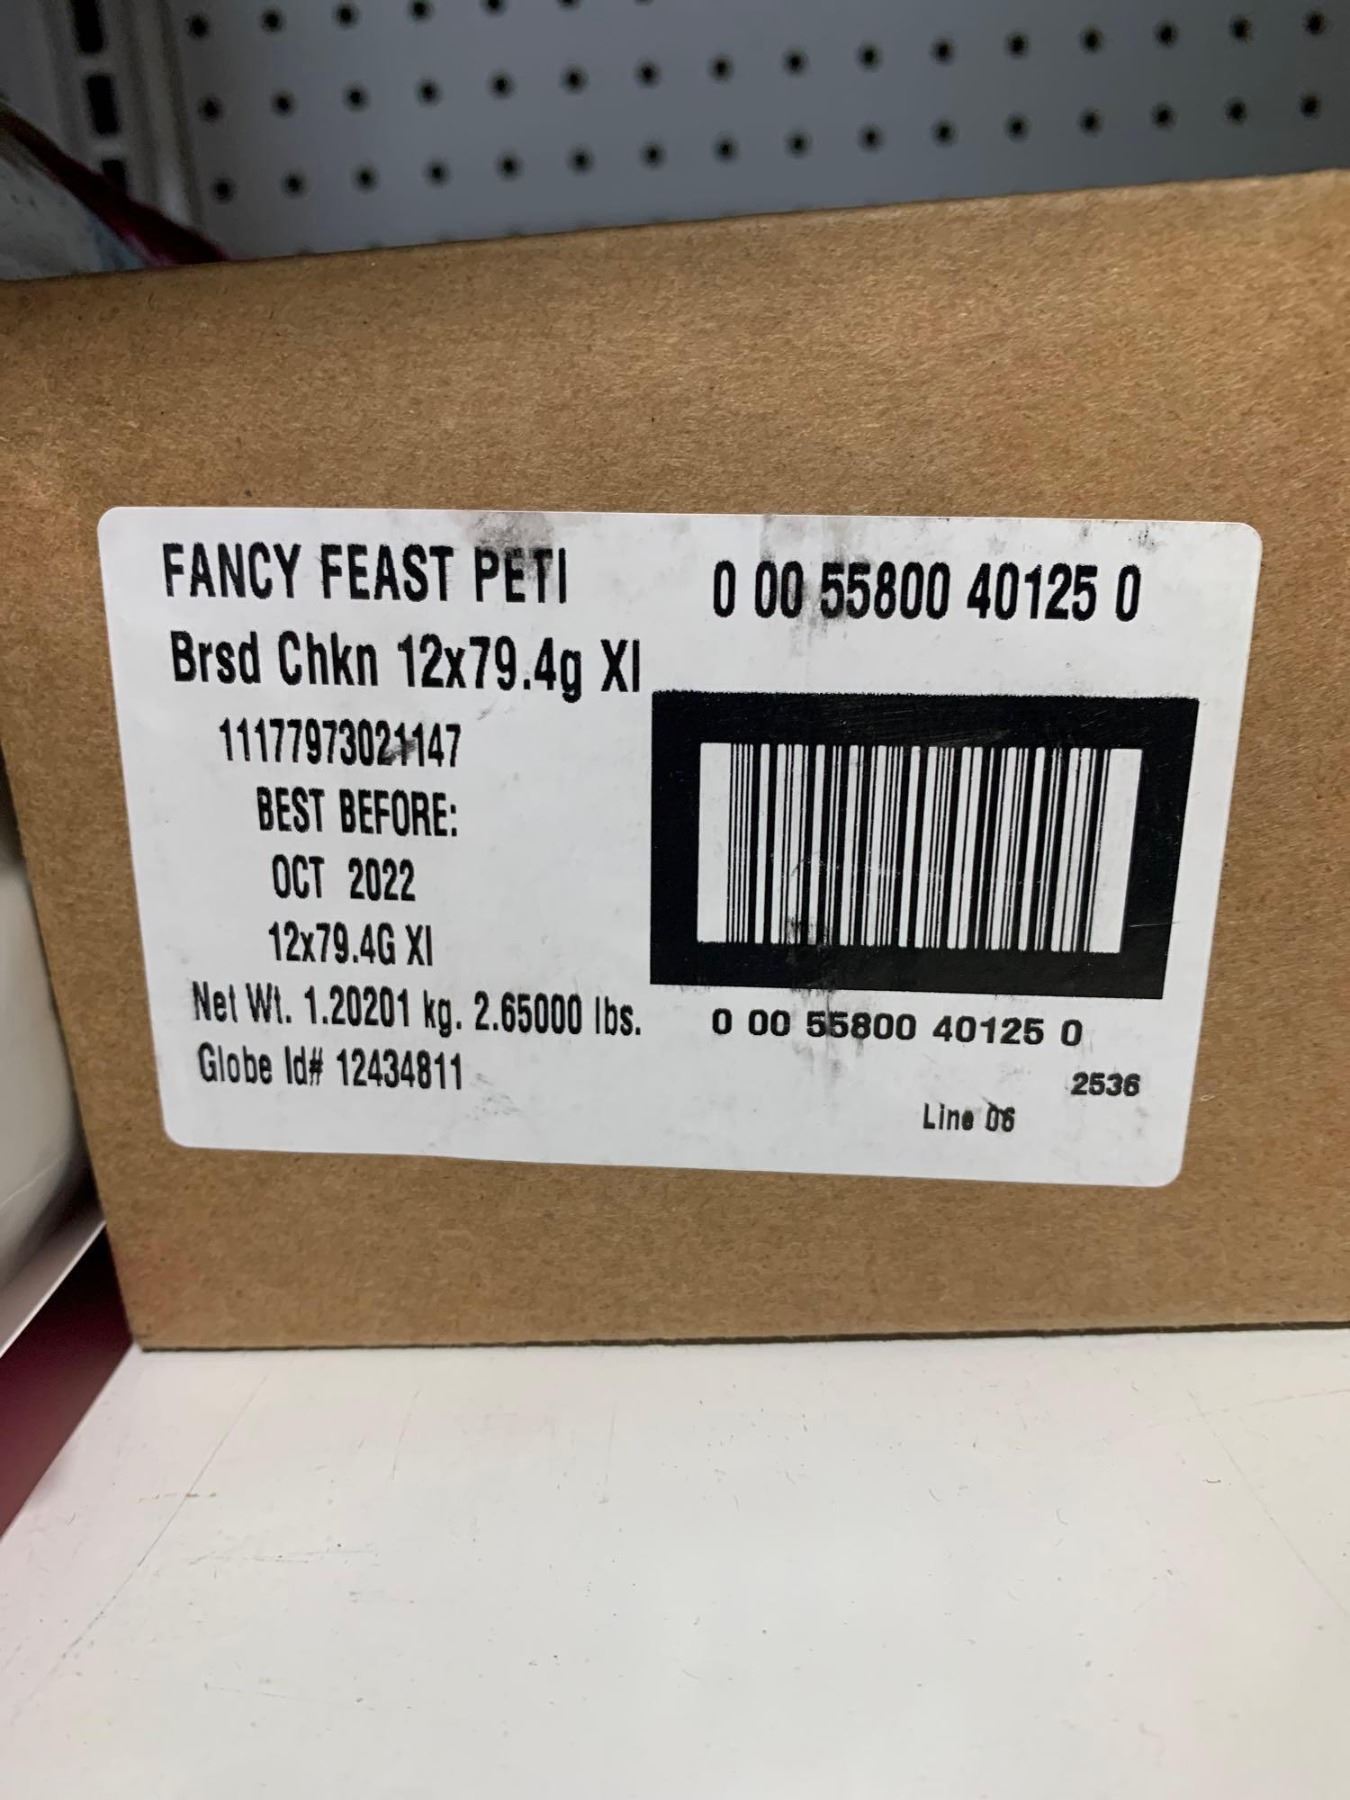 FANCY FEAST PETI
0 00 55800 40125 0
Brsd Chkn 12x79.4g XI
11177973021147
BEST BEFORE:
OCT 2022
12x79.4G XI
Net Wt. 1.20201 kg. 2.65000 lbs.
0 00 55800 40125 0
Globe Id# 12434811
2536
Line 06